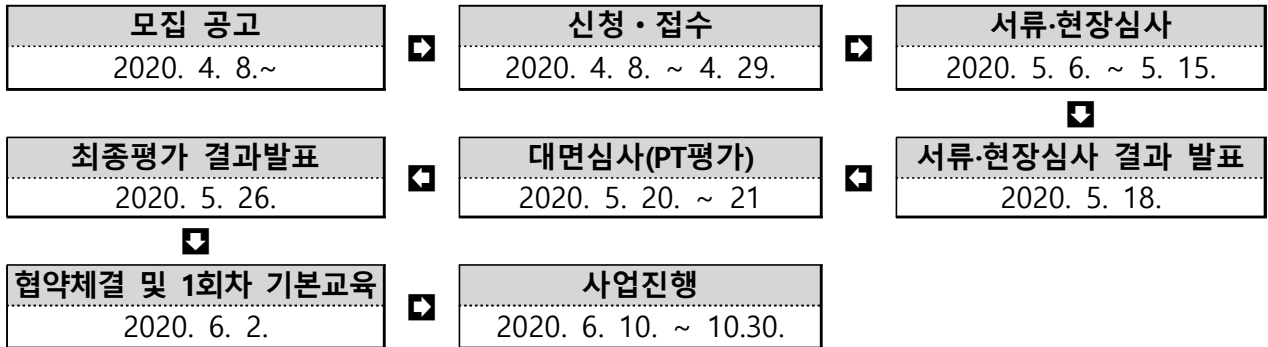 모집 공고
2020. 4. 8.~
신청・접수
2020. 4. 8. ~ 4. 29.
서류·현장심사
2020. 5. 6. ~ 5. 15.
서류·현장심사 결과 발표
2020. 5. 18.
대면심사(PT평가)
2020. 5. 20. ~ 21
최종평가 결과발표
2020. 5. 26.
협약체결 및 1회차 기본교육
2020. 6. 2.
사업진행
2020. 6. 10. ~ 10.30.